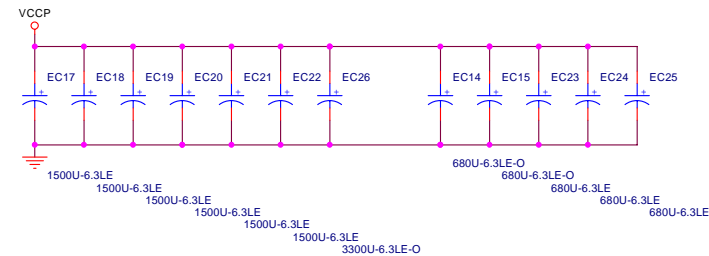 VCCP
EC17 EC18 EC19 EC20 EC21 EC22 EC26 EC14 EC15 EC23 EC24 EC25
+ + + + + + + + + + + +
680U-6.3LE-O
1500U-6.3LE 680U-6.3LE-O
1500U-6.3LE 680U-6.3LE
1500U-6.3LE 680U-6.3LE
1500U-6.3LE 680U-6.3LE
1500U-6.3LE
1500U-6.3LE
3300U-6.3LE-O